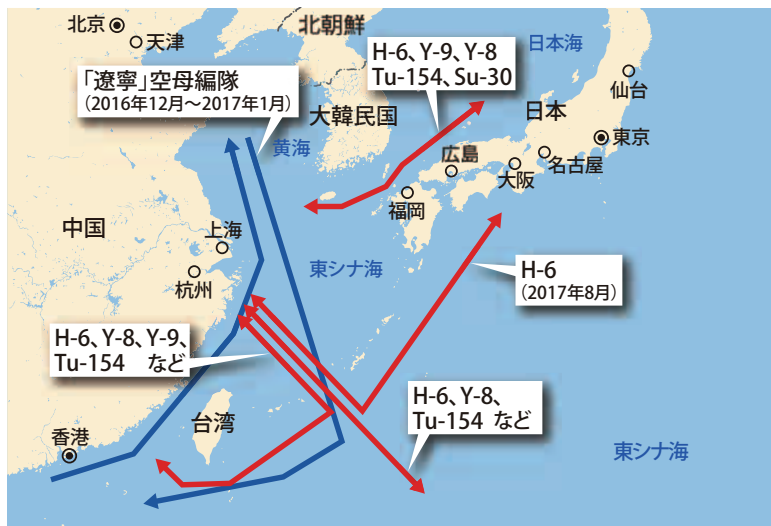 北京
天津
北朝鮮
日本海
H-6、Y-9、Y-8
Tu-154、Su-30
「遼寧」空母編隊
（2016年12月～2017年1月）
大韓民国
日本
仙台
東京
黄海
広島
大阪
名古屋
福岡
中国
上海
杭州
東シナ海
H-6
（2017年8月）
H-6、Y-8、Y-9、
Tu-154 など
H-6、Y-8、
Tu-154 など
台湾
香港
東シナ海